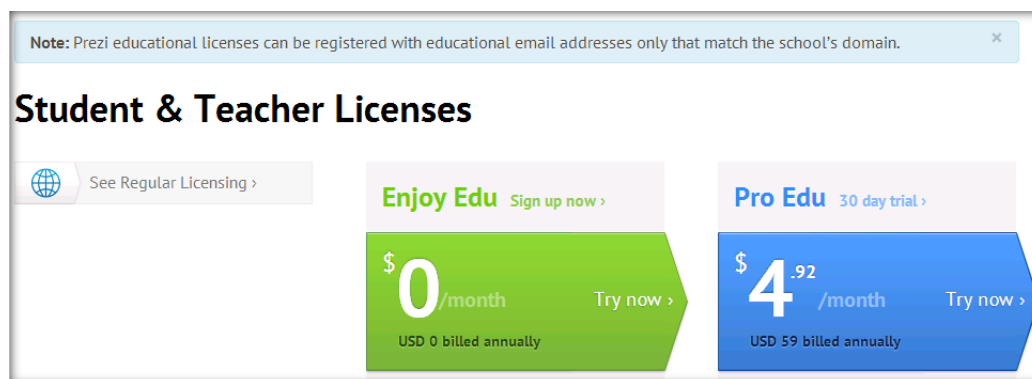 Note: Prezi educational licenses can be registered with educational email addresses only that match the school's domain. ×
Student & Teacher Licenses
See Regular Licensing ›
Enjoy Edu Sign up now ›
$0/month Try now ›
USD 0 billed annually
Pro Edu 30 day trial ›
$4.92/month Try now ›
USD 59 billed annually